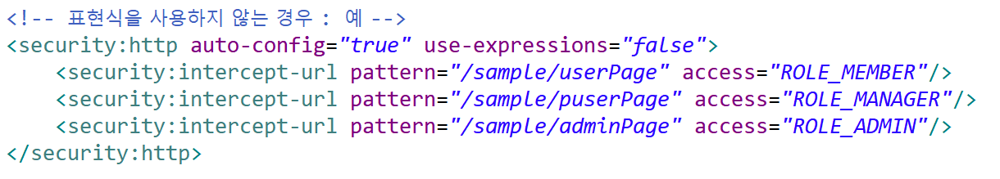 <!-- 표현식을 사용하지 않는 경우 : 예 -->
<security:http auto-config="true" use-expressions="false">
    <security:intercept-url pattern="/sample/userPage" access="ROLE_MEMBER"/>
    <security:intercept-url pattern="/sample/puserPage" access="ROLE_MANAGER"/>
    <security:intercept-url pattern="/sample/adminPage" access="ROLE_ADMIN"/>
</security:http>